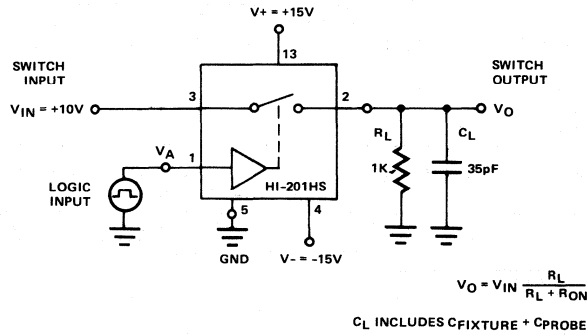 V+ = +15V
13
SWITCH
INPUT
SWITCH
OUTPUT
VIN = +10V
3
2
VO
RL
CL
1K
35pF
VA
1
LOGIC
INPUT
HI-201HS
5
4
GND
V- = -15V
VO = VIN RL
RL + RON
CL INCLUDES CFIXTURE + CPROBE